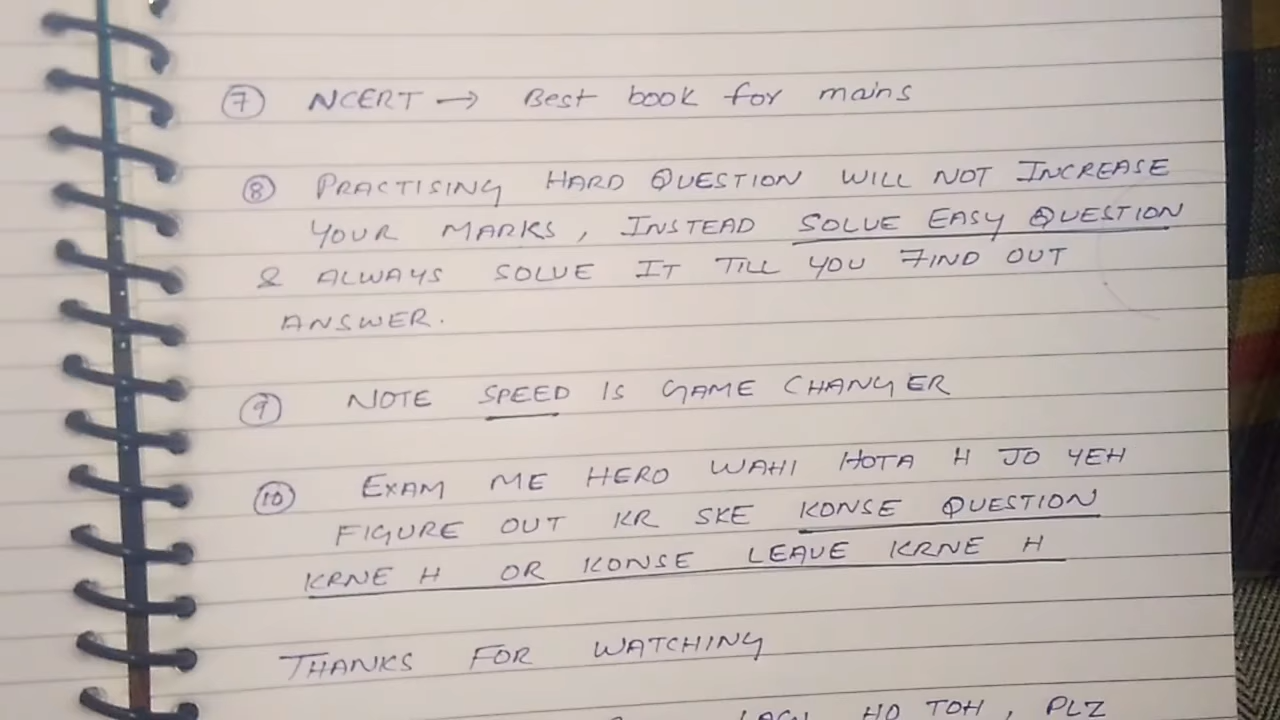 ⑦ NCERT → Best book for mains
⑧ PRACTISING HARD QUESTION WILL NOT INCREASE
YOUR MARKS, INSTEAD SOLUE EASY QUESTION
& ALWAYS SOLVE IT TILL YOU FIND OUT
ANSWER.
⑨ NOTE SPEED IS GAME CHANGER
⑩ EXAM ME HERO WAHI HOTA H JO YEH
FIGURE OUT KR SKE KONSE QUESTION
KRNE H OR KONSE LEAVE KRNE H
THANKS FOR WATCHING
HO TOH, PLZ